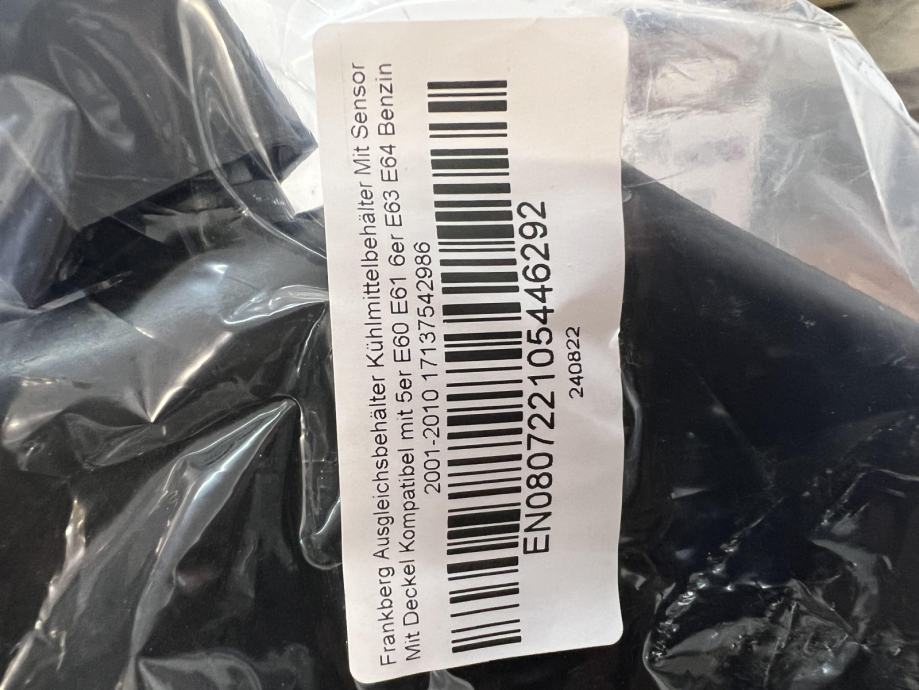 Frankberg Ausgleichsbehälter Kühlmittelbehälter Mit Sensor
Mit Deckel Kompatibel mit 5er E60 E61 6er E63 E64 Benzin
2001-2010 17137542986
EN080722105446292
240822